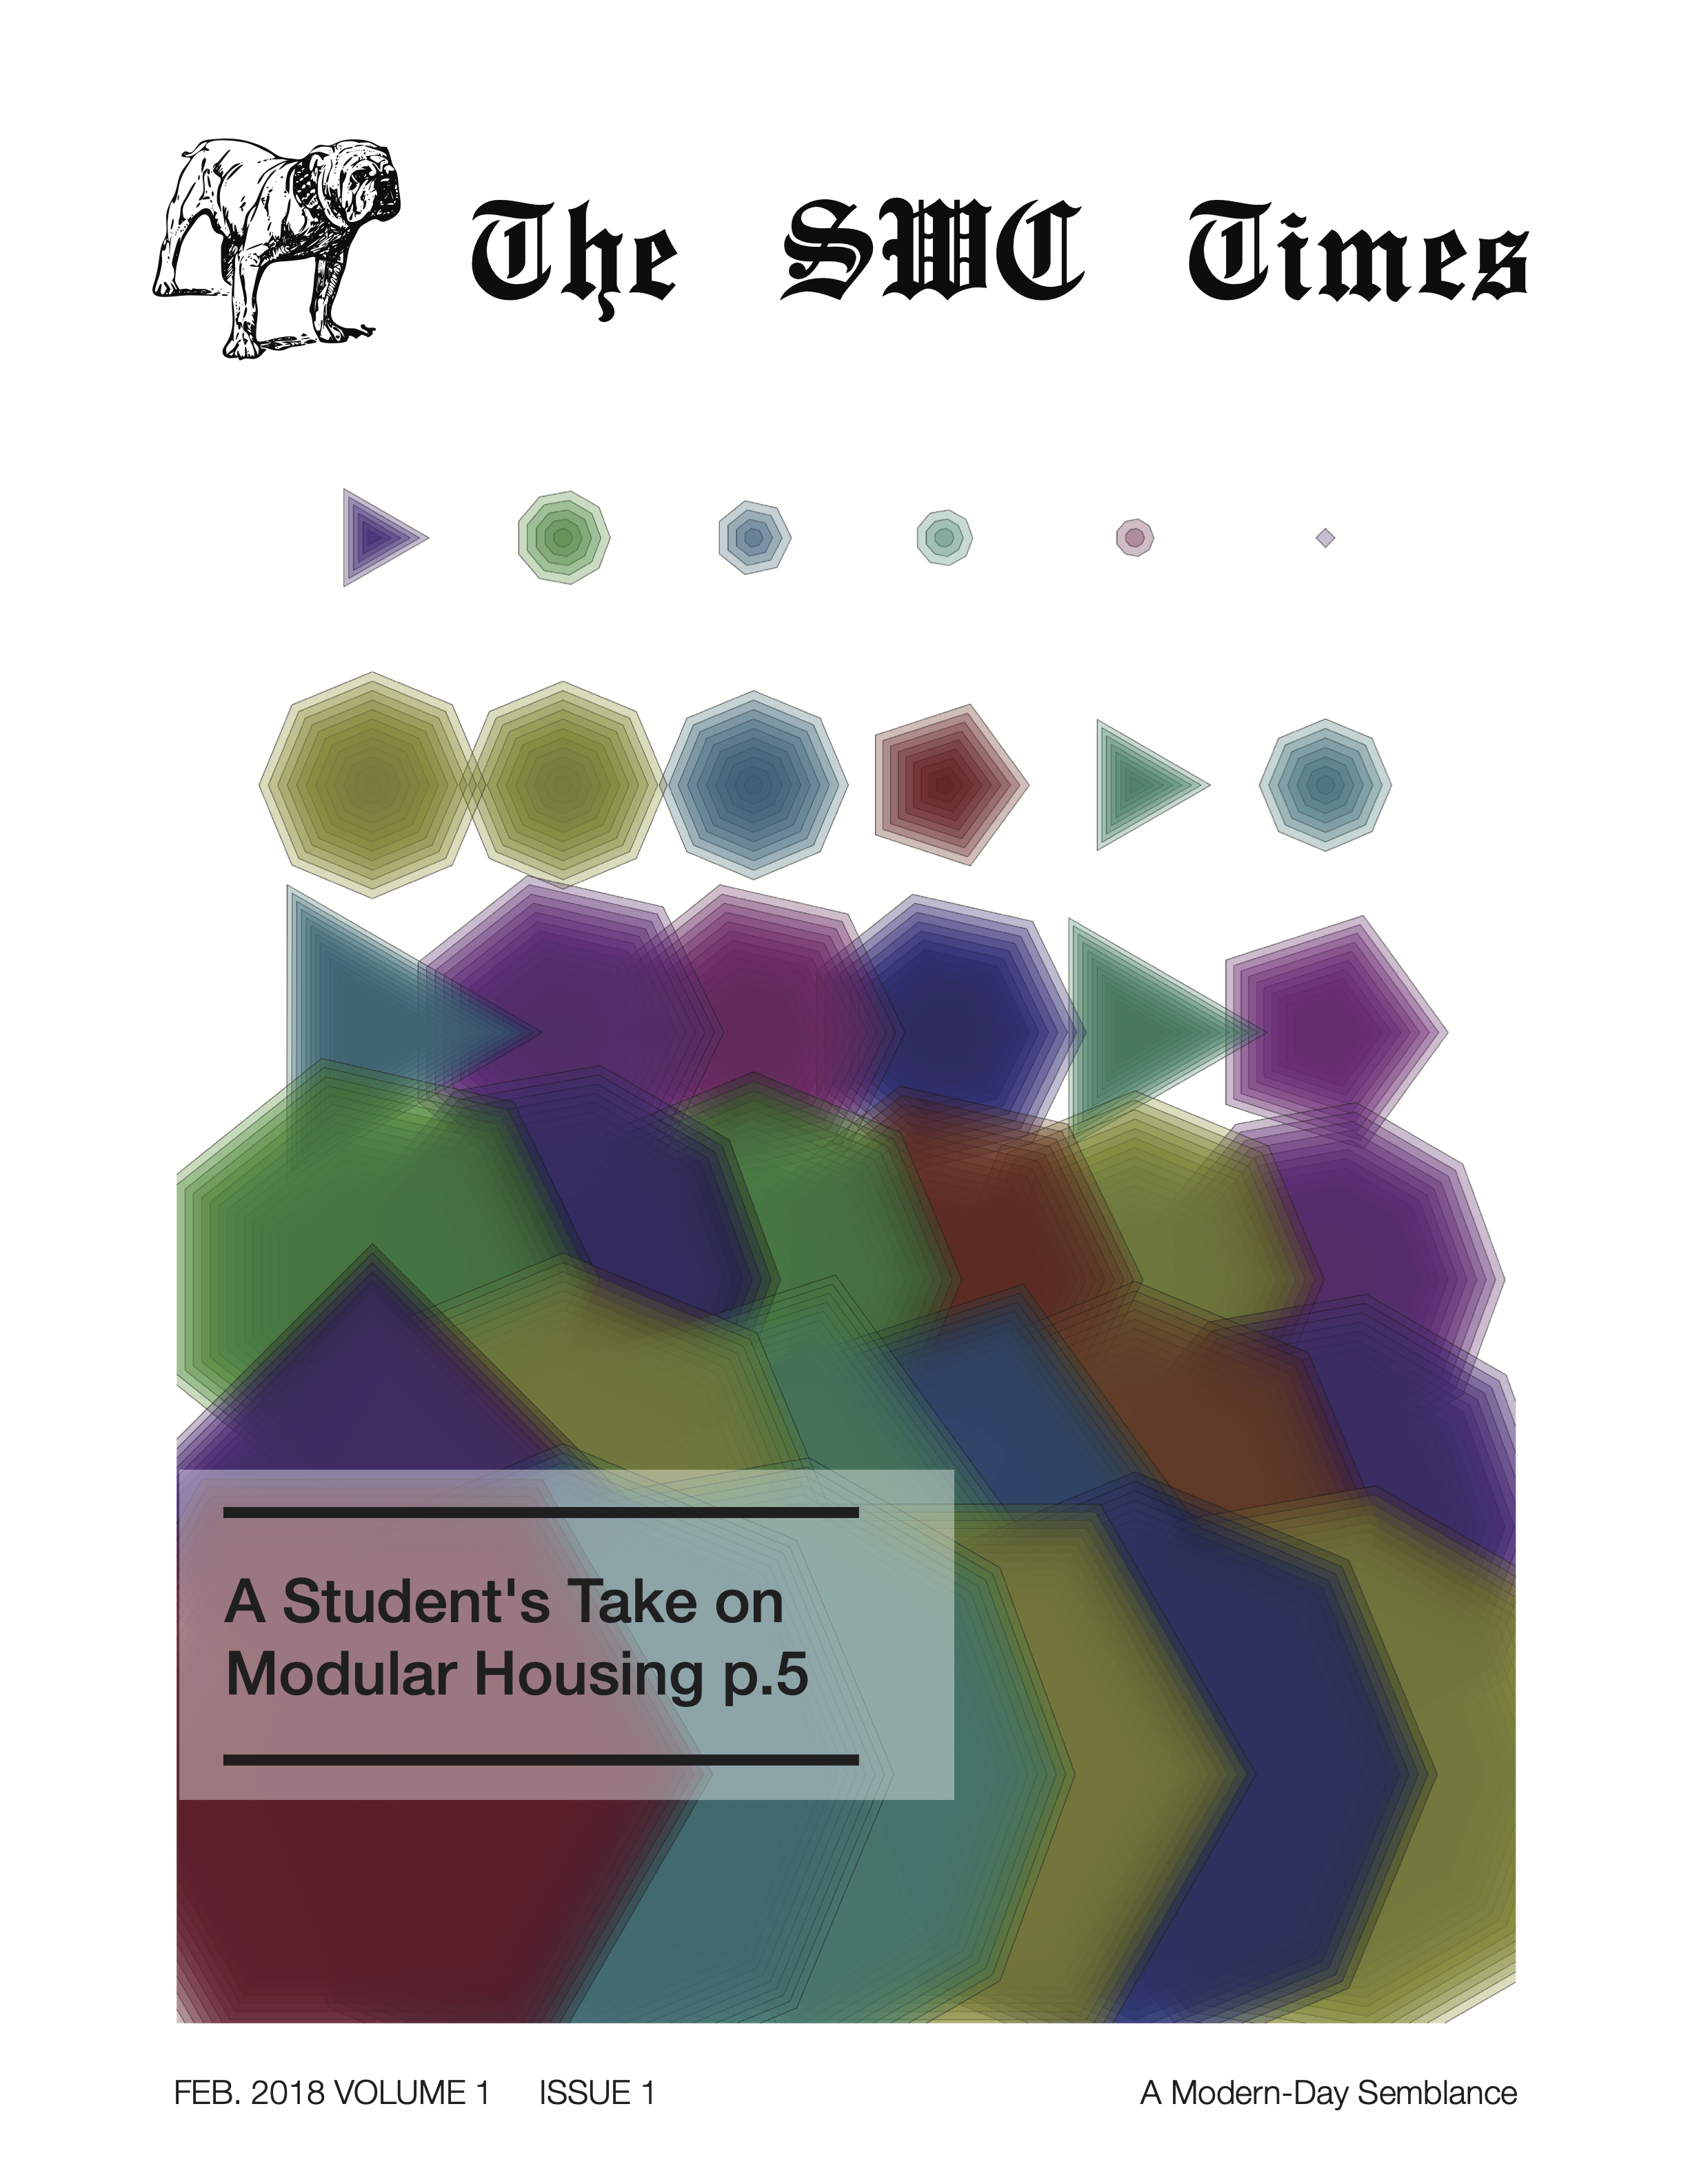 The SWC Times
A Student's Take on
Modular Housing p.5
FEB. 2018 VOLUME 1 ISSUE 1
A Modern-Day Semblance